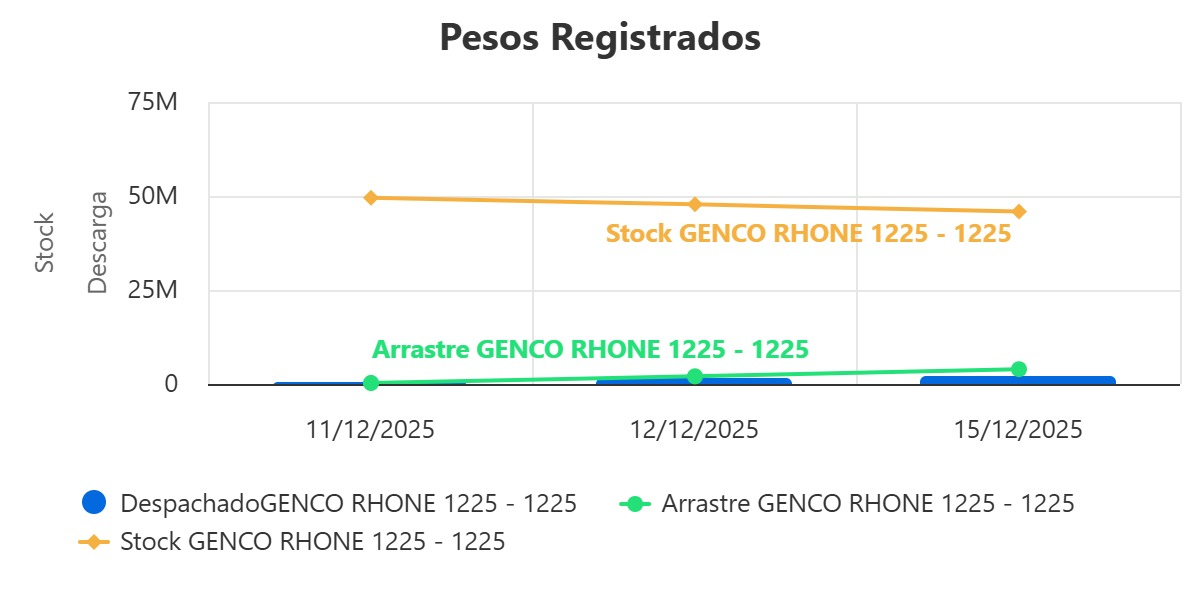 Pesos Registrados
75M
50M
25M
0
Stock
Descarga
Stock GENCO RHONE 1225 - 1225
Arrastre GENCO RHONE 1225 - 1225
11/12/2025
12/12/2025
15/12/2025
DespachadoGENCO RHONE 1225 - 1225
Arrastre GENCO RHONE 1225 - 1225
Stock GENCO RHONE 1225 - 1225